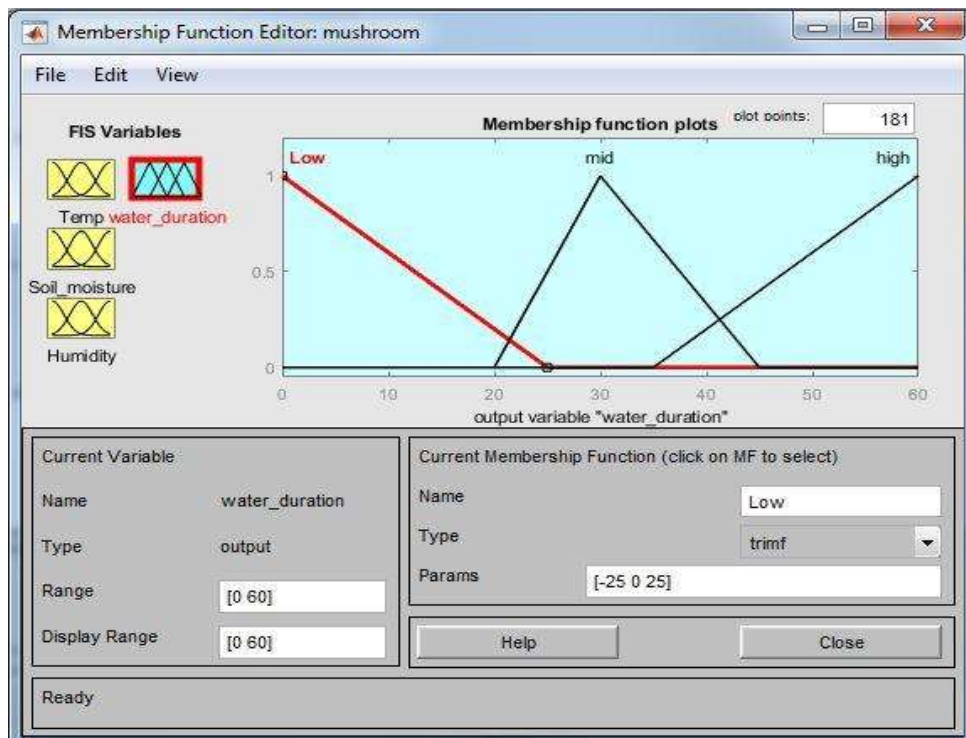 Membership Function Editor: mushroom
File Edit View
FIS Variables
Temp water_duration
Soil_moisture
Humidity
Membership function plots
plot points: 181
Low mid high
1
0.5
0
0 10 20 30 40 50 60
output variable "water_duration"
Current Variable
Name water_duration
Type output
Range [0 60]
Display Range [0 60]
Current Membership Function (click on MF to select)
Name Low
Type trimf
Params [-25 0 25]
Help Close
Ready